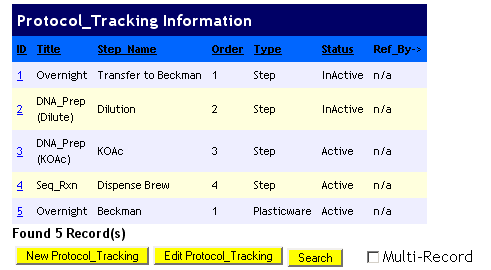 Protocol_Tracking Information
ID Title Step_Name Order Type Status Ref_By->
1 Overnight Transfer to Beckman 1 Step InActive n/a
2 DNA_Prep (Dilute) Dilution 2 Step InActive n/a
3 DNA_Prep (KOAc) KOAc 3 Step Active n/a
4 Seq_Rxn Dispense Brew 4 Step Active n/a
5 Overnight Beckman 1 Plasticware Active n/a
Found 5 Record(s)
New Protocol_Tracking Edit Protocol_Tracking Search Multi-Record